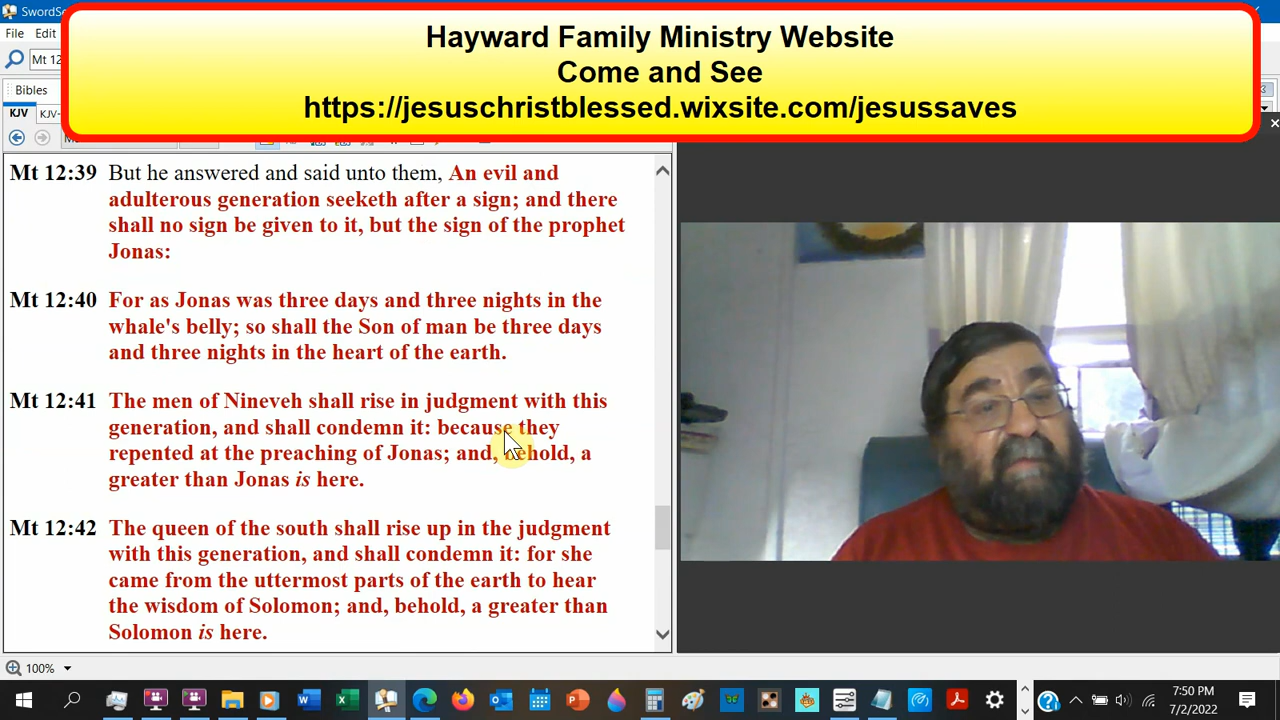 SwordSe
Hayward Family Ministry Website
Come and See
https://jesuschristblessed.wixsite.com/jesussaves
File Edit
Mt 12
Bibles
KJV KJV-
Mt 12:39 But he answered and said unto them, An evil and
adulterous generation seeketh after a sign; and there
shall no sign be given to it, but the sign of the prophet
Jonas:
Mt 12:40 For as Jonas was three days and three nights in the
whale's belly; so shall the Son of man be three days
and three nights in the heart of the earth.
Mt 12:41 The men of Nineveh shall rise in judgment with this
generation, and shall condemn it: because they
repented at the preaching of Jonas; and, behold, a
greater than Jonas is here.
Mt 12:42 The queen of the south shall rise up in the judgment
with this generation, and shall condemn it: for she
came from the uttermost parts of the earth to hear
the wisdom of Solomon; and, behold, a greater than
Solomon is here.
100%
7:50 PM
7/2/2022